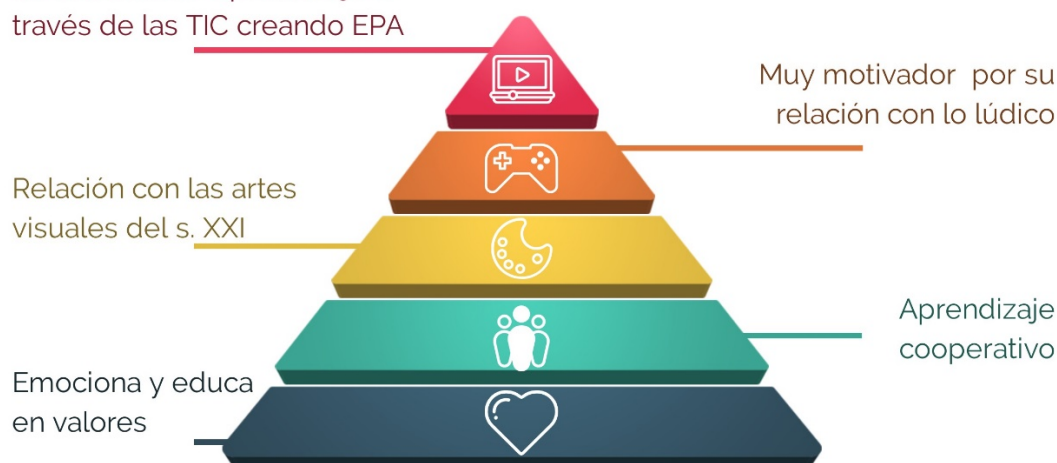 través de las TIC creando EPA
Muy motivador por su
relación con lo lúdico
Relación con las artes
visuales del s. XXI
Aprendizaje
cooperativo
Emociona y educa
en valores